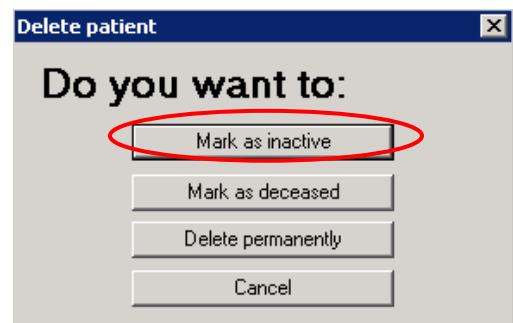 Delete patient
Do you want to:
Mark as inactive
Mark as deceased
Delete permanently
Cancel